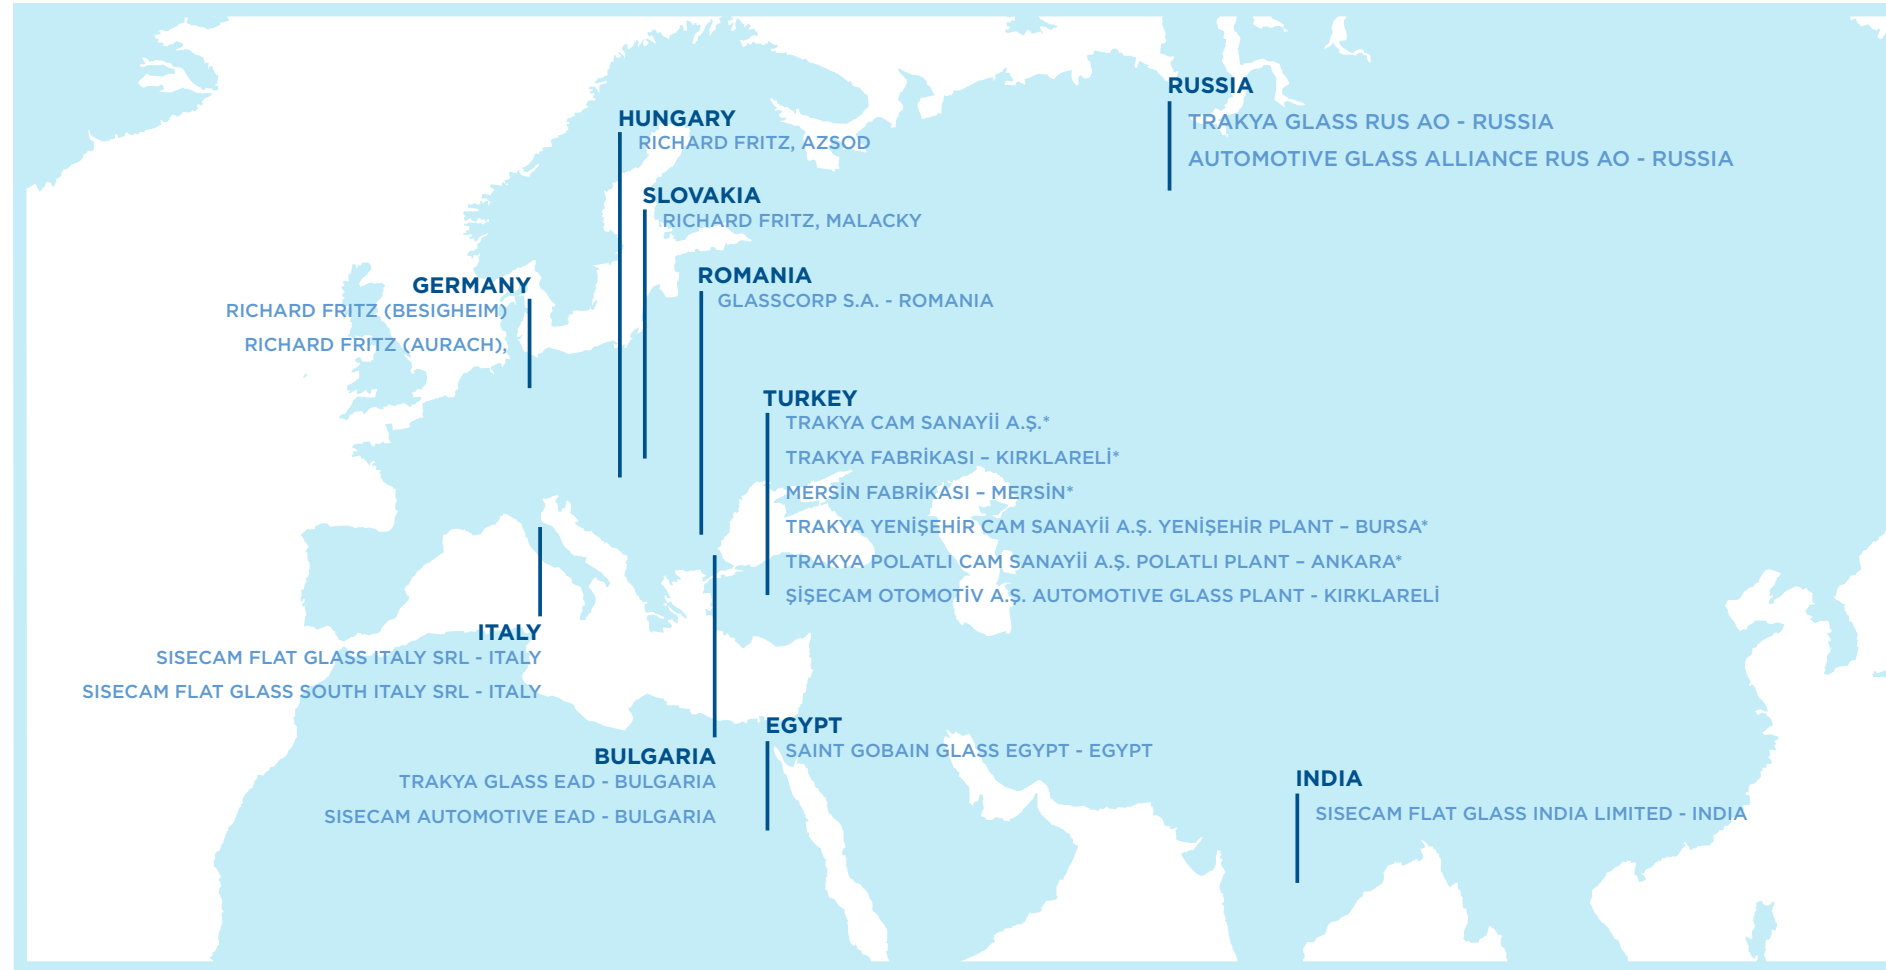 RUSSIA
TRAKYA GLASS RUS AO - RUSSIA
AUTOMOTIVE GLASS ALLIANCE RUS AO - RUSSIA
HUNGARY
RICHARD FRITZ, AZSOD
SLOVAKIA
RICHARD FRITZ, MALACKY
GERMANY
RICHARD FRITZ (BESIGHEIM)
RICHARD FRITZ (AURACH),
ROMANIA
GLASSCORP S.A. - ROMANIA
TURKEY
TRAKYA CAM SANAYİİ A.Ş.*
TRAKYA FABRİKASI – KIRKLARELİ*
MERSİN FABRİKASI – MERSİN*
TRAKYA YENİŞEHİR CAM SANAYİİ A.Ş. YENİŞEHİR PLANT – BURSA*
TRAKYA POLATLI CAM SANAYİİ A.Ş. POLATLI PLANT – ANKARA*
ŞİŞECAM OTOMOTİV A.Ş. AUTOMOTIVE GLASS PLANT - KIRKLARELİ
ITALY
SISECAM FLAT GLASS ITALY SRL - ITALY
SISECAM FLAT GLASS SOUTH ITALY SRL - ITALY
BULGARIA
TRAKYA GLASS EAD - BULGARIA
SISECAM AUTOMOTIVE EAD - BULGARIA
EGYPT
SAINT GOBAIN GLASS EGYPT - EGYPT
INDIA
SISECAM FLAT GLASS INDIA LIMITED - INDIA